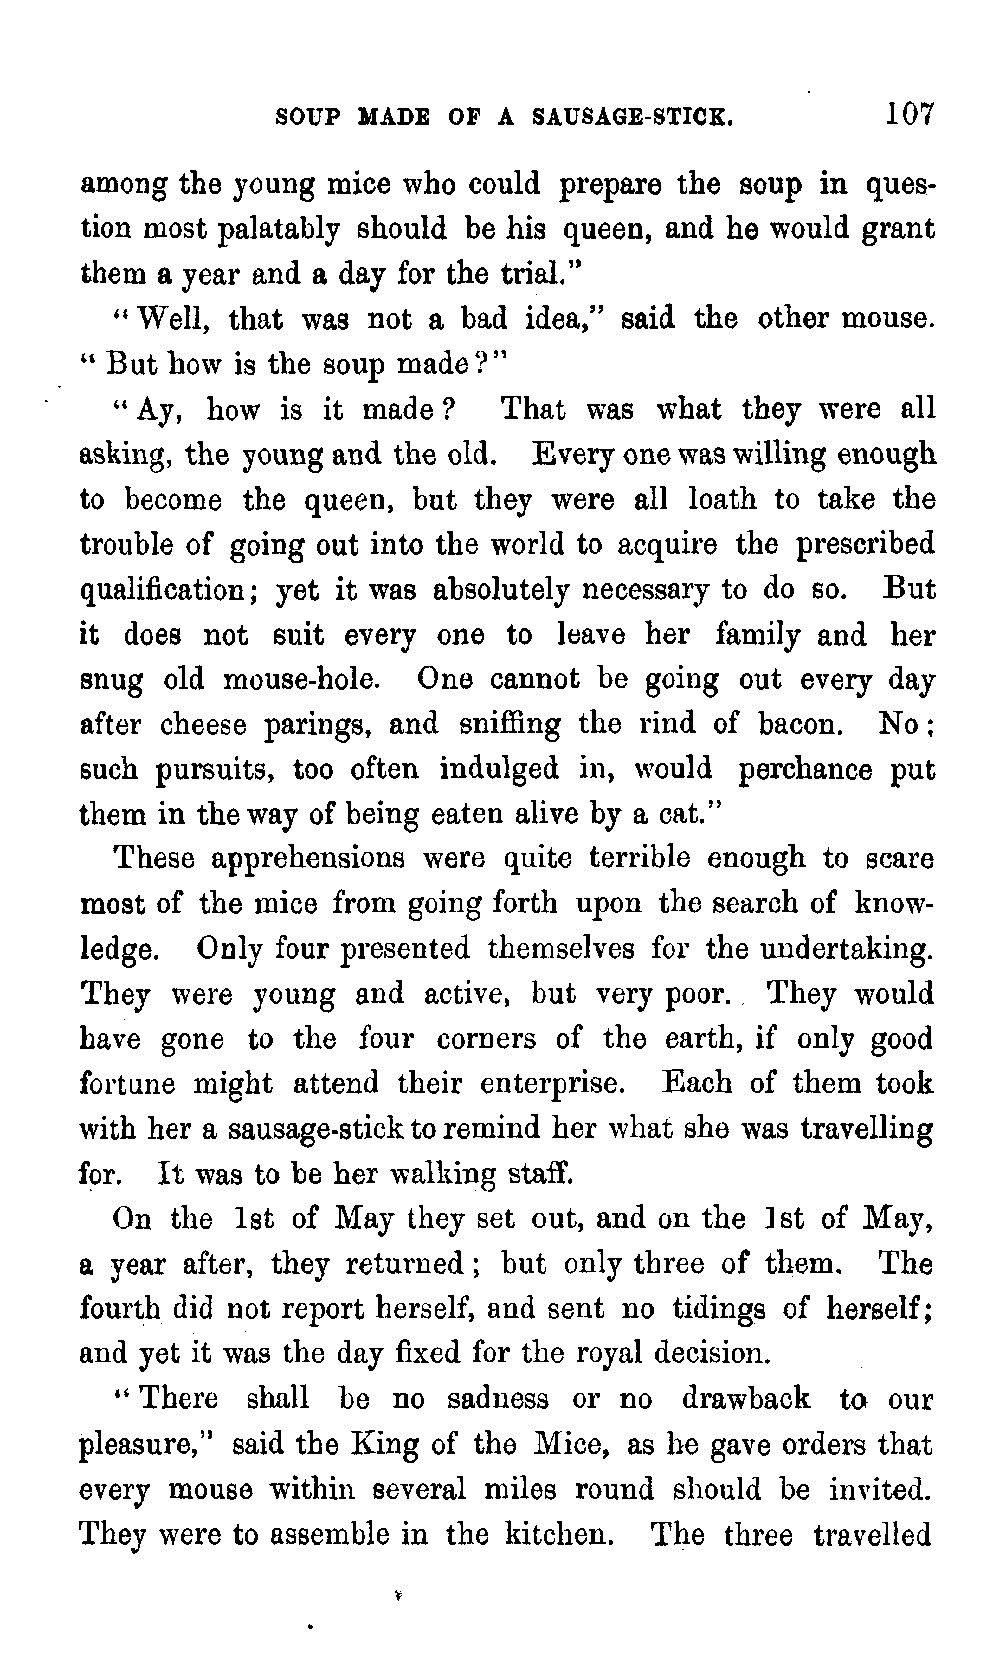 SOUP MADE OF A SAUSAGE-STICK. 107
among the young mice who could prepare the soup in ques-
tion most palatably should be his queen, and he would grant
them a year and a day for the trial."
"Well, that was not a bad idea," said the other mouse.
"But how is the soup made?"
"Ay, how is it made? That was what they were all
asking, the young and the old. Every one was willing enough
to become the queen, but they were all loath to take the
trouble of going out into the world to acquire the prescribed
qualification; yet it was absolutely necessary to do so. But
it does not suit every one to leave her family and her
snug old mouse-hole. One cannot be going out every day
after cheese parings, and sniffing the rind of bacon. No;
such pursuits, too often indulged in, would perchance put
them in the way of being eaten alive by a cat."
These apprehensions were quite terrible enough to scare
most of the mice from going forth upon the search of know-
ledge. Only four presented themselves for the undertaking.
They were young and active, but very poor. They would
have gone to the four corners of the earth, if only good
fortune might attend their enterprise. Each of them took
with her a sausage-stick to remind her what she was travelling
for. It was to be her walking staff.
On the 1st of May they set out, and on the 1st of May,
a year after, they returned; but only three of them. The
fourth did not report herself, and sent no tidings of herself;
and yet it was the day fixed for the royal decision.
"There shall be no sadness or no drawback to our
pleasure," said the King of the Mice, as he gave orders that
every mouse within several miles round should be invited.
They were to assemble in the kitchen. The three travelled